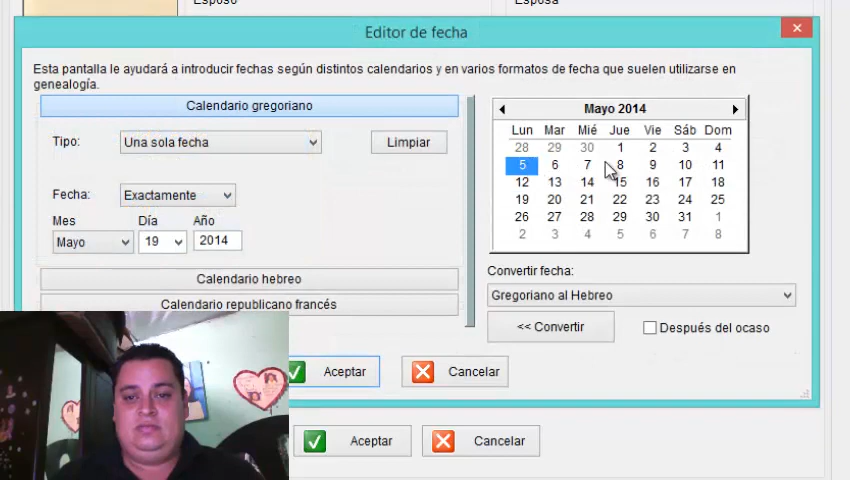 Esposo
Esposa
Editor de fecha
Esta pantalla le ayudará a introducir fechas según distintos calendarios y en varios formatos de fecha que suelen utilizarse en
genealogía.
Calendario gregoriano
Tipo:
Una sola fecha
Limpiar
Fecha:
Exactamente
Mes
Día
Año
Mayo
19
2014
Calendario hebreo
Calendario republicano francés
Mayo 2014
Lun Mar Mié Jue Vie Sáb Dom
28 29 30 1 2 3 4
5 6 7 8 9 10 11
12 13 14 15 16 17 18
19 20 21 22 23 24 25
26 27 28 29 30 31 1
2 3 4 5 6 7 8
Convertir fecha:
Gregoriano al Hebreo
<< Convertir
Después del ocaso
Aceptar
Cancelar
Aceptar
Cancelar